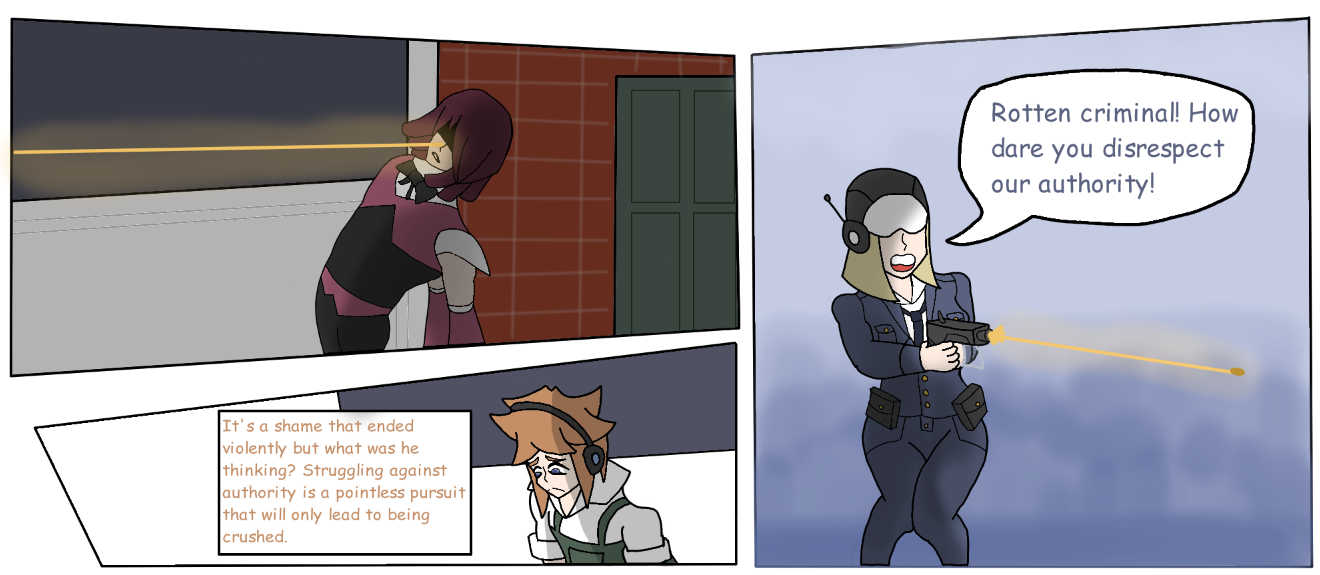 Rotten criminal! How
dare you disrespect
our authority!
It's a shame that ended
violently but what was he
thinking? Struggling against
authority is a pointless pursuit
that will only lead to being
crushed.